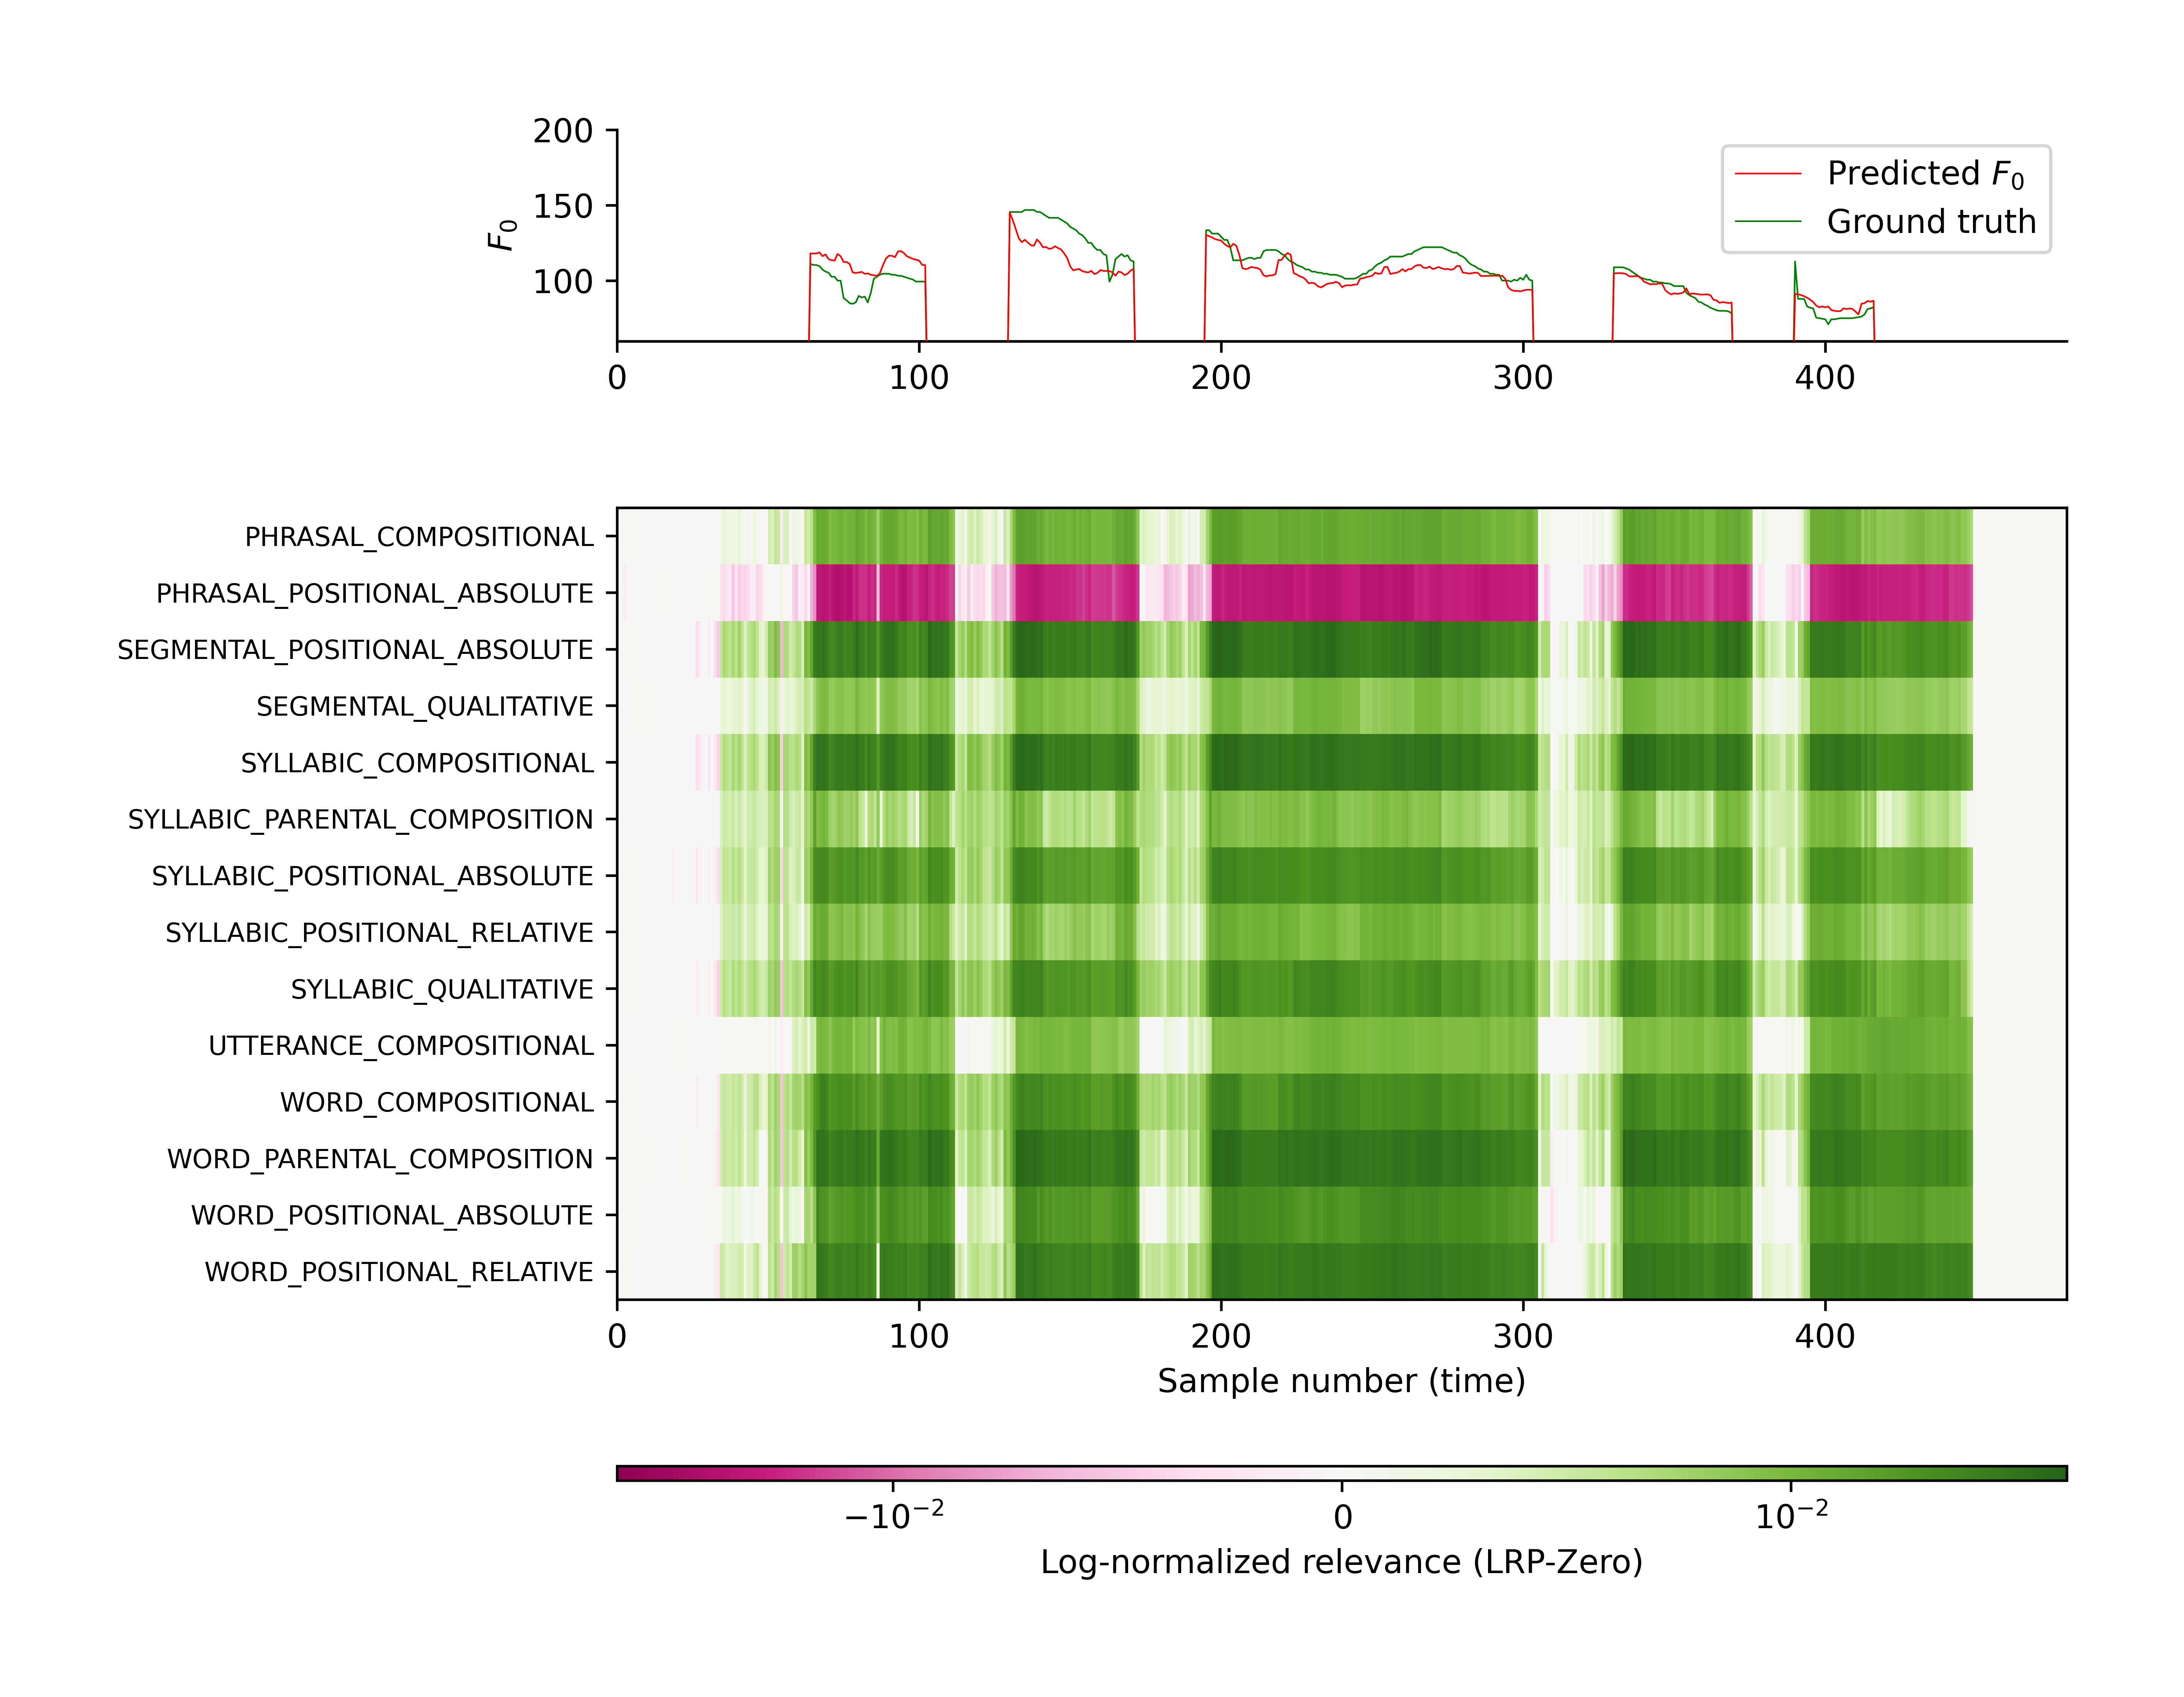 200
150
100
F0
Predicted F0
Ground truth
0 100 200 300 400
PHRASAL_COMPOSITIONAL
PHRASAL_POSITIONAL_ABSOLUTE
SEGMENTAL_POSITIONAL_ABSOLUTE
SEGMENTAL_QUALITATIVE
SYLLABIC_COMPOSITIONAL
SYLLABIC_PARENTAL_COMPOSITION
SYLLABIC_POSITIONAL_ABSOLUTE
SYLLABIC_POSITIONAL_RELATIVE
SYLLABIC_QUALITATIVE
UTTERANCE_COMPOSITIONAL
WORD_COMPOSITIONAL
WORD_PARENTAL_COMPOSITION
WORD_POSITIONAL_ABSOLUTE
WORD_POSITIONAL_RELATIVE
0 100 200 300 400
Sample number (time)
−10⁻² 0 10⁻²
Log-normalized relevance (LRP-Zero)